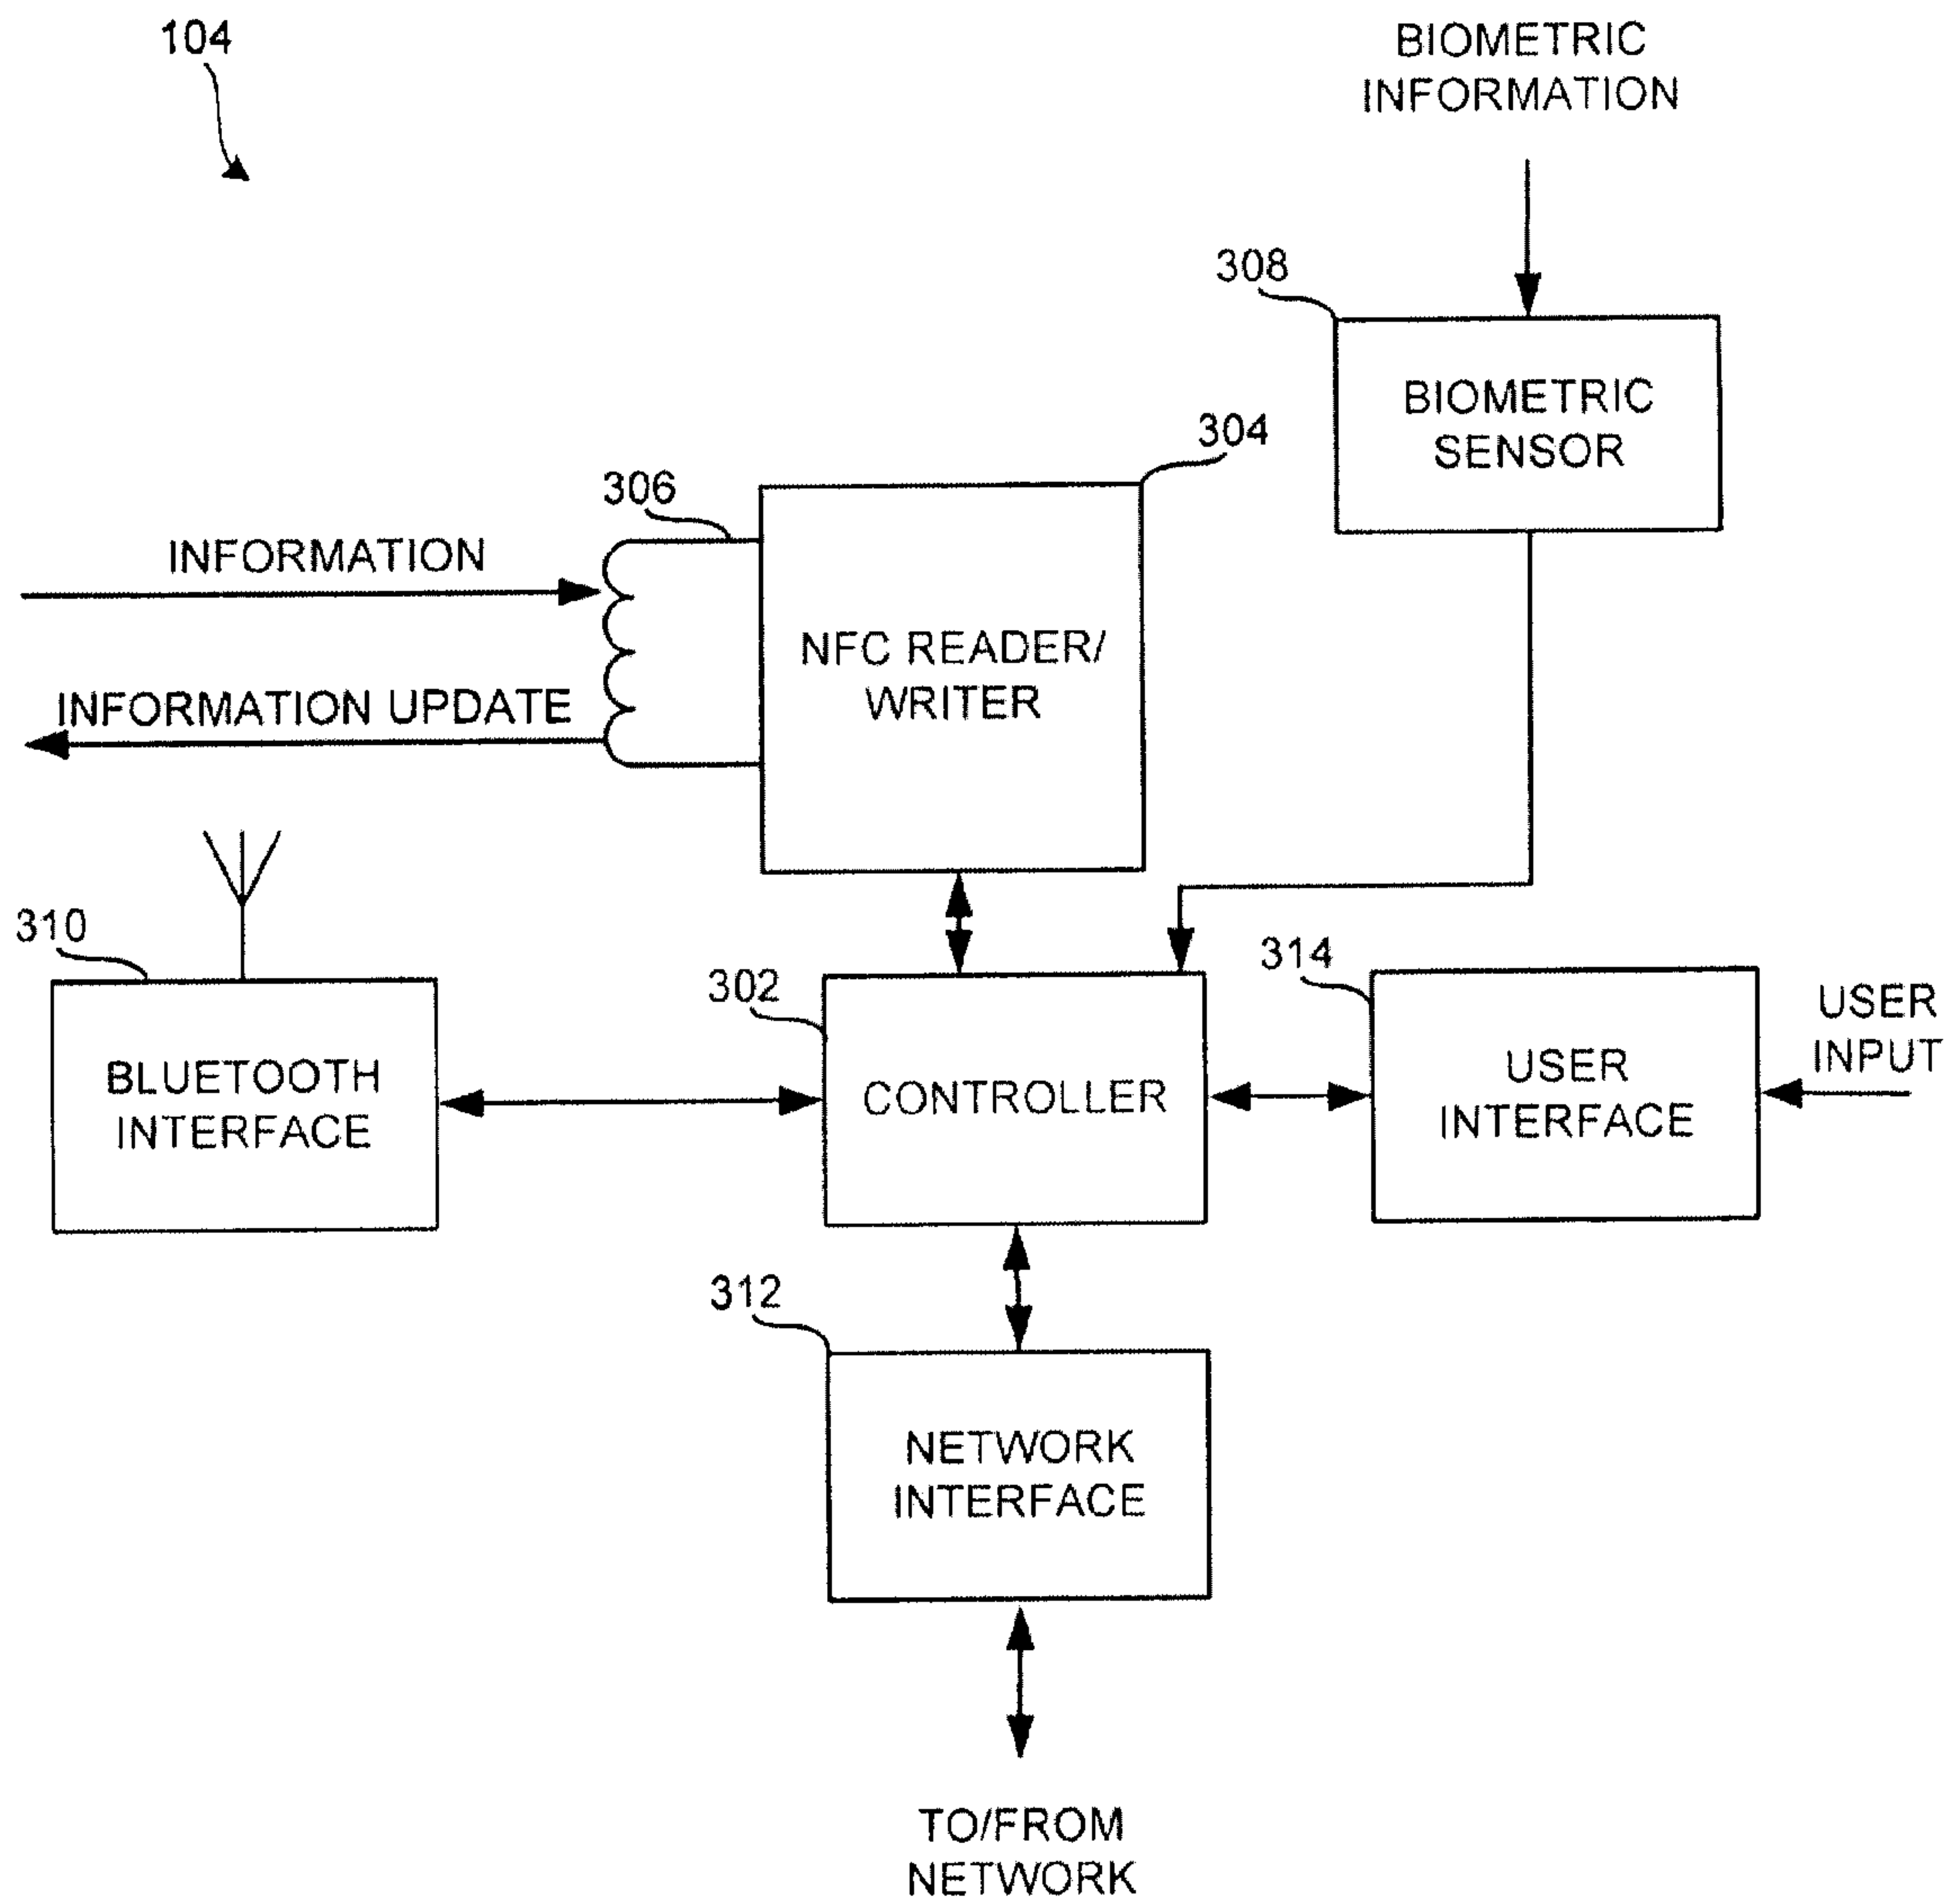 104
BIOMETRIC
INFORMATION
308
BIOMETRIC
SENSOR
304
306
INFORMATION
NFC READER/
WRITER
INFORMATION UPDATE
310
302
314
USER
INPUT
BLUETOOTH
INTERFACE
CONTROLLER
USER
INTERFACE
312
NETWORK
INTERFACE
TO/FROM
NETWORK